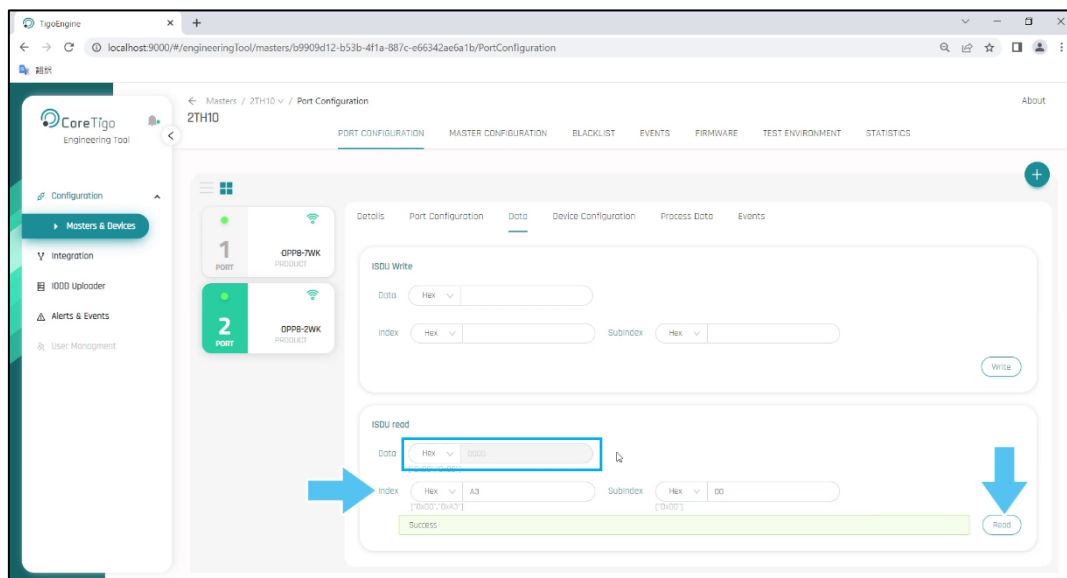 TigoEngine
localhost:9000/#/engineeringTool/masters/b9909d12-b53b-4f1a-887c-e66342ae6a1b/PortConfiguration
翻訳
CoreTigo
Engineering Tool
Configuration
Masters & Devices
Integration
IODD Uploader
Alerts & Events
User Managment
Masters / 2TH10 / Port Configuration
About
2TH10
PORT CONFIGURATION MASTER CONFIGURATION BLACKLIST EVENTS FIRMWARE TEST ENVIRONMENT STATISTICS
1
PORT
OPPB-7WK
PRODUCT
2
PORT
OPPB-2WK
PRODUCT
Details Port Configuration Data Device Configuration Process Data Events
ISDU Write
Data Hex
Index Hex Subindex Hex
Write
ISDU read
Data Hex 0000
Index Hex A3 Subindex Hex 00
["0x00","0xA3"] ["0x00"]
Success
Read